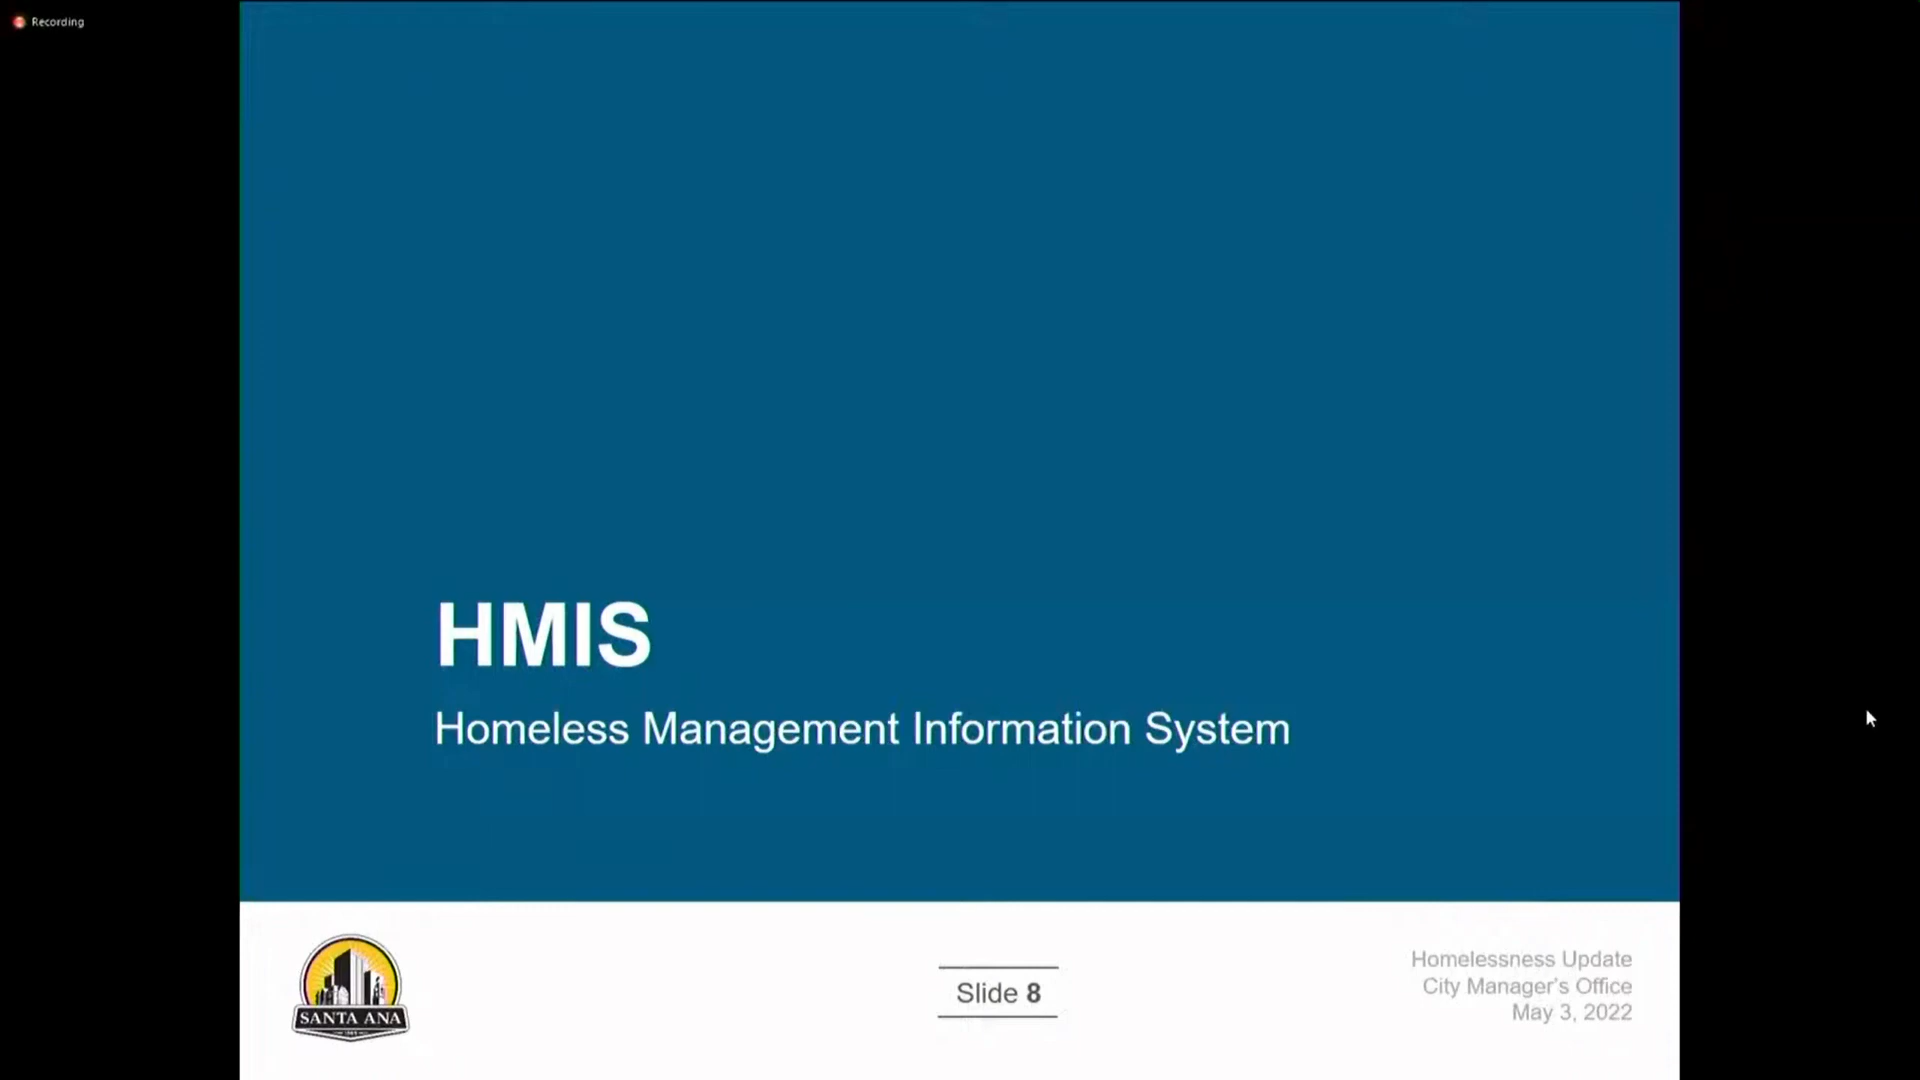 Recording
HMIS
Homeless Management Information System
SANTA ANA
Slide 8
Homelessness Update
City Manager's Office
May 3, 2022